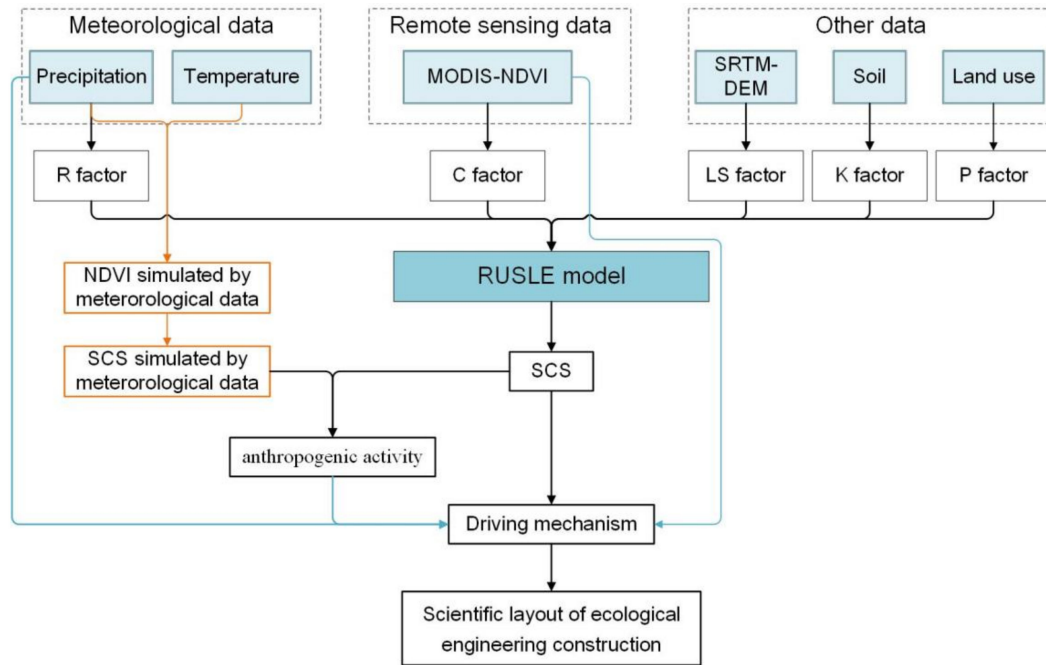 Meteorological data
Remote sensing data
Other data
Precipitation
Temperature
MODIS-NDVI
SRTM-
DEM
Soil
Land use
R factor
C factor
LS factor
K factor
P factor
NDVI simulated by
meterorological data
RUSLE model
SCS simulated by
meterorological data
SCS
anthropogenic activity
Driving mechanism
Scientific layout of ecological
engineering construction